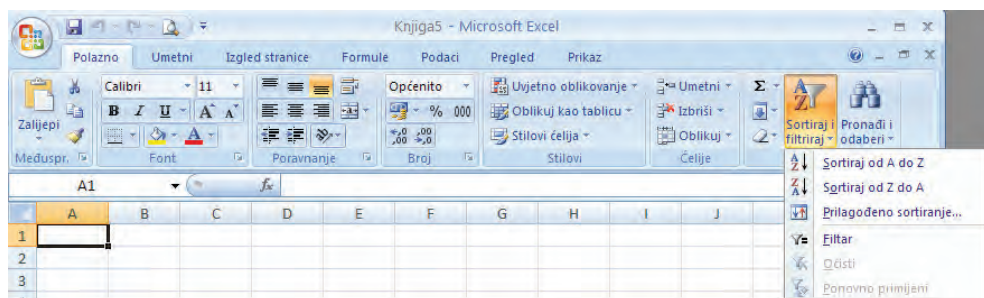 Knjiga5 - Microsoft Excel
Polazno Umetni Izgled stranice Formule Podaci Pregled Prikaz
Calibri 11 Općenito Uvjetno oblikovanje Umetni Σ
Zalijepi B I U A A % 000 Oblikuj kao tablicu Izbriši Sortiraj i filtriraj Pronađi i odaberi
A Stilovi ćelija Oblikuj
Međuspr. Font Poravnanje Broj Stilovi Ćelije
A1 fx
Sortiraj od A do Z
Sortiraj od Z do A
Prilagođeno sortiranje...
Filtar
Očisti
Ponovno primijeni
A B C D E F G H I J
1
2
3